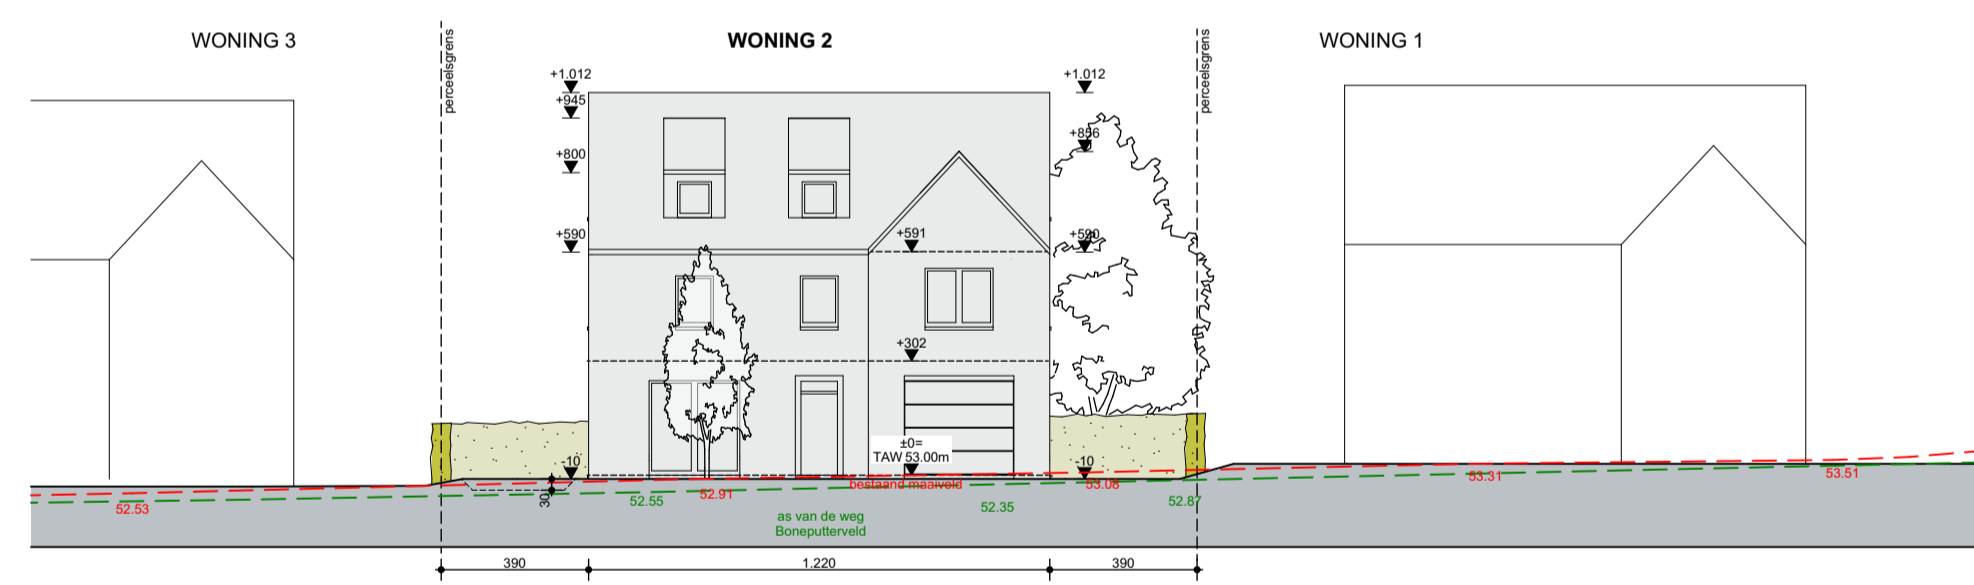 WONING 3
WONING 2
WONING 1
perceelsgrens
perceelsgrens
+1.012
+1.012
+945
+856
+800
+590
+591
+590
+302
±0=
TAW 53.00m
-10
-10
bestaand maaiveld
30
52.53
52.55
52.91
52.35
53.08
52.87
53.31
53.51
as van de weg
Boneputterveld
390
1.220
390